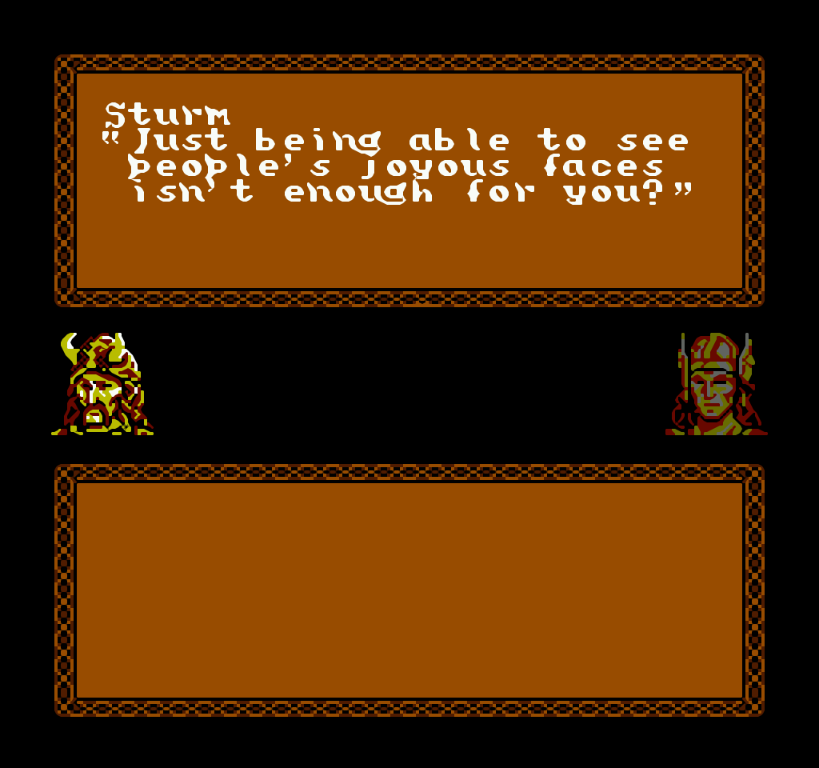 Sturm
“Just being able to see
people's joyous faces
isn't enough for you?”